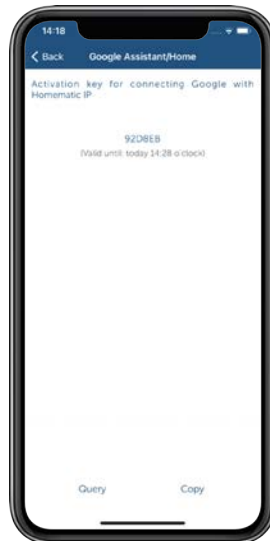 14:18
Back Google Assistant/Home
Activation key for connecting Google with
Homematic IP
92D8EB
(Valid until: today 14:28 o'clock)
Query Copy